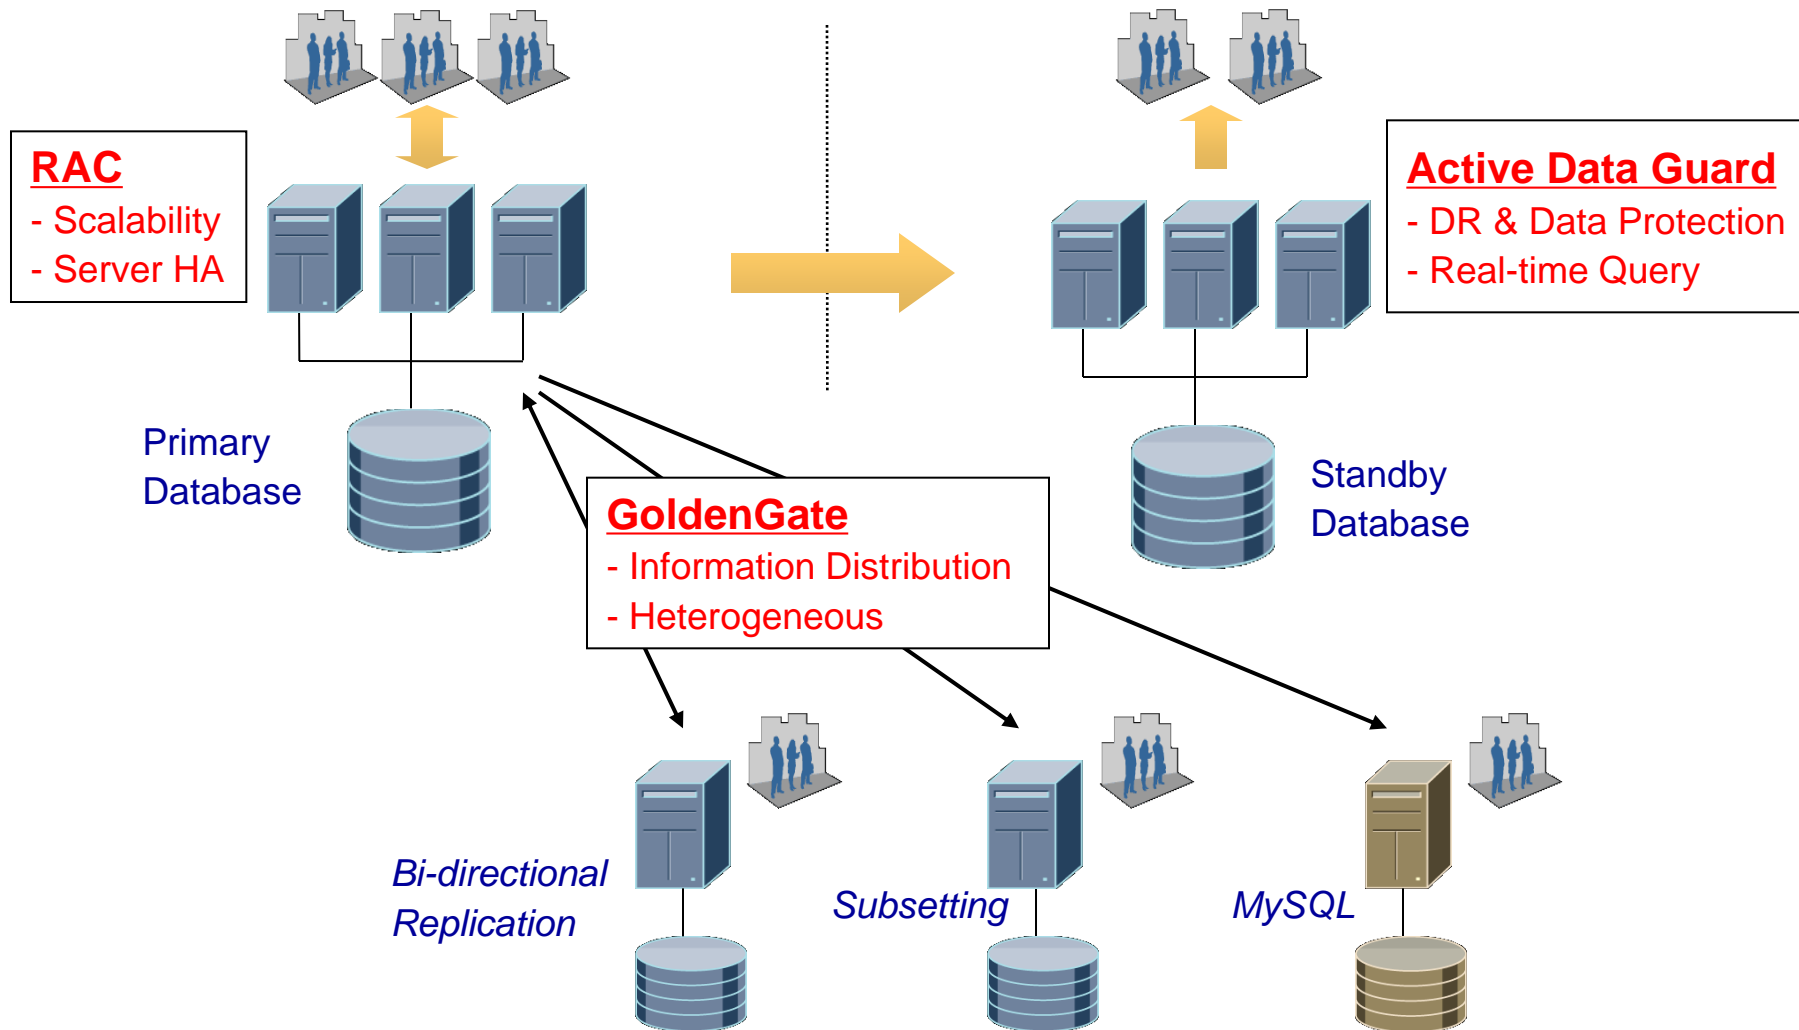 RAC
- Scalability
- Server HA
Active Data Guard
- DR & Data Protection
- Real-time Query
Primary
Database
Standby
Database
GoldenGate
- Information Distribution
- Heterogeneous
Bi-directional
Replication
Subsetting
MySQL